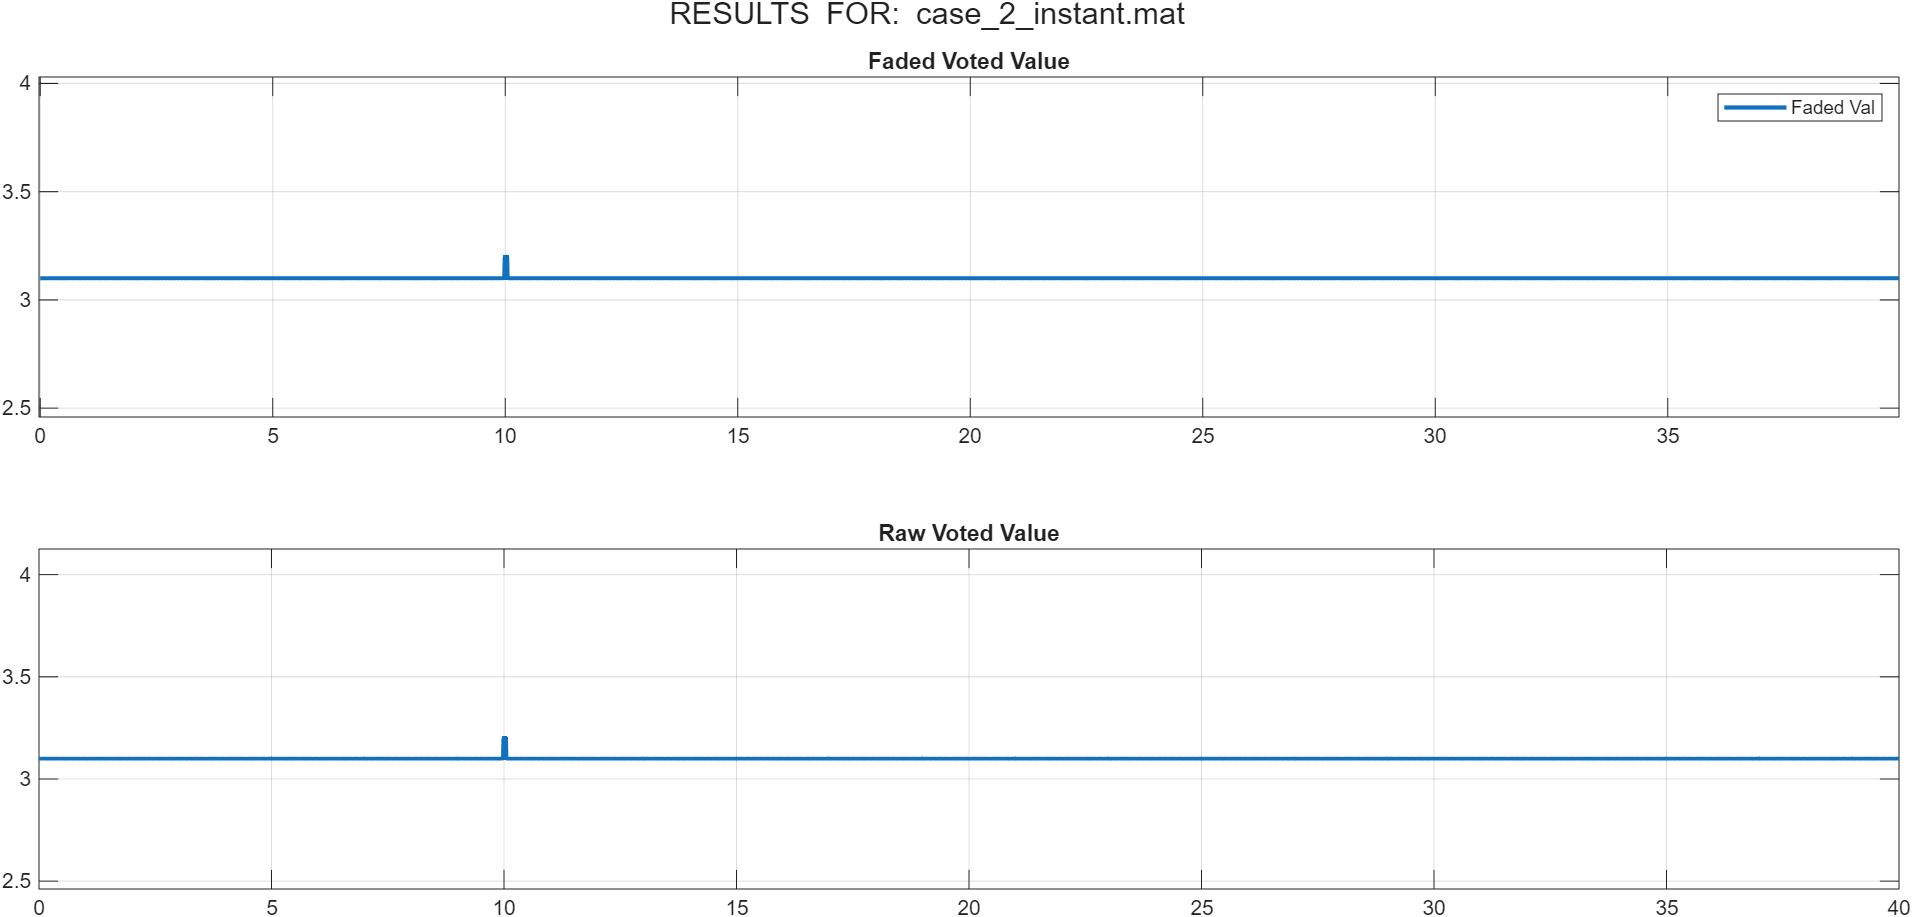 RESULTS FOR: case_2_instant.mat
Faded Voted Value
4
3.5
3
2.5
Faded Val
0 5 10 15 20 25 30 35
Raw Voted Value
4
3.5
3
2.5
0 5 10 15 20 25 30 35 40